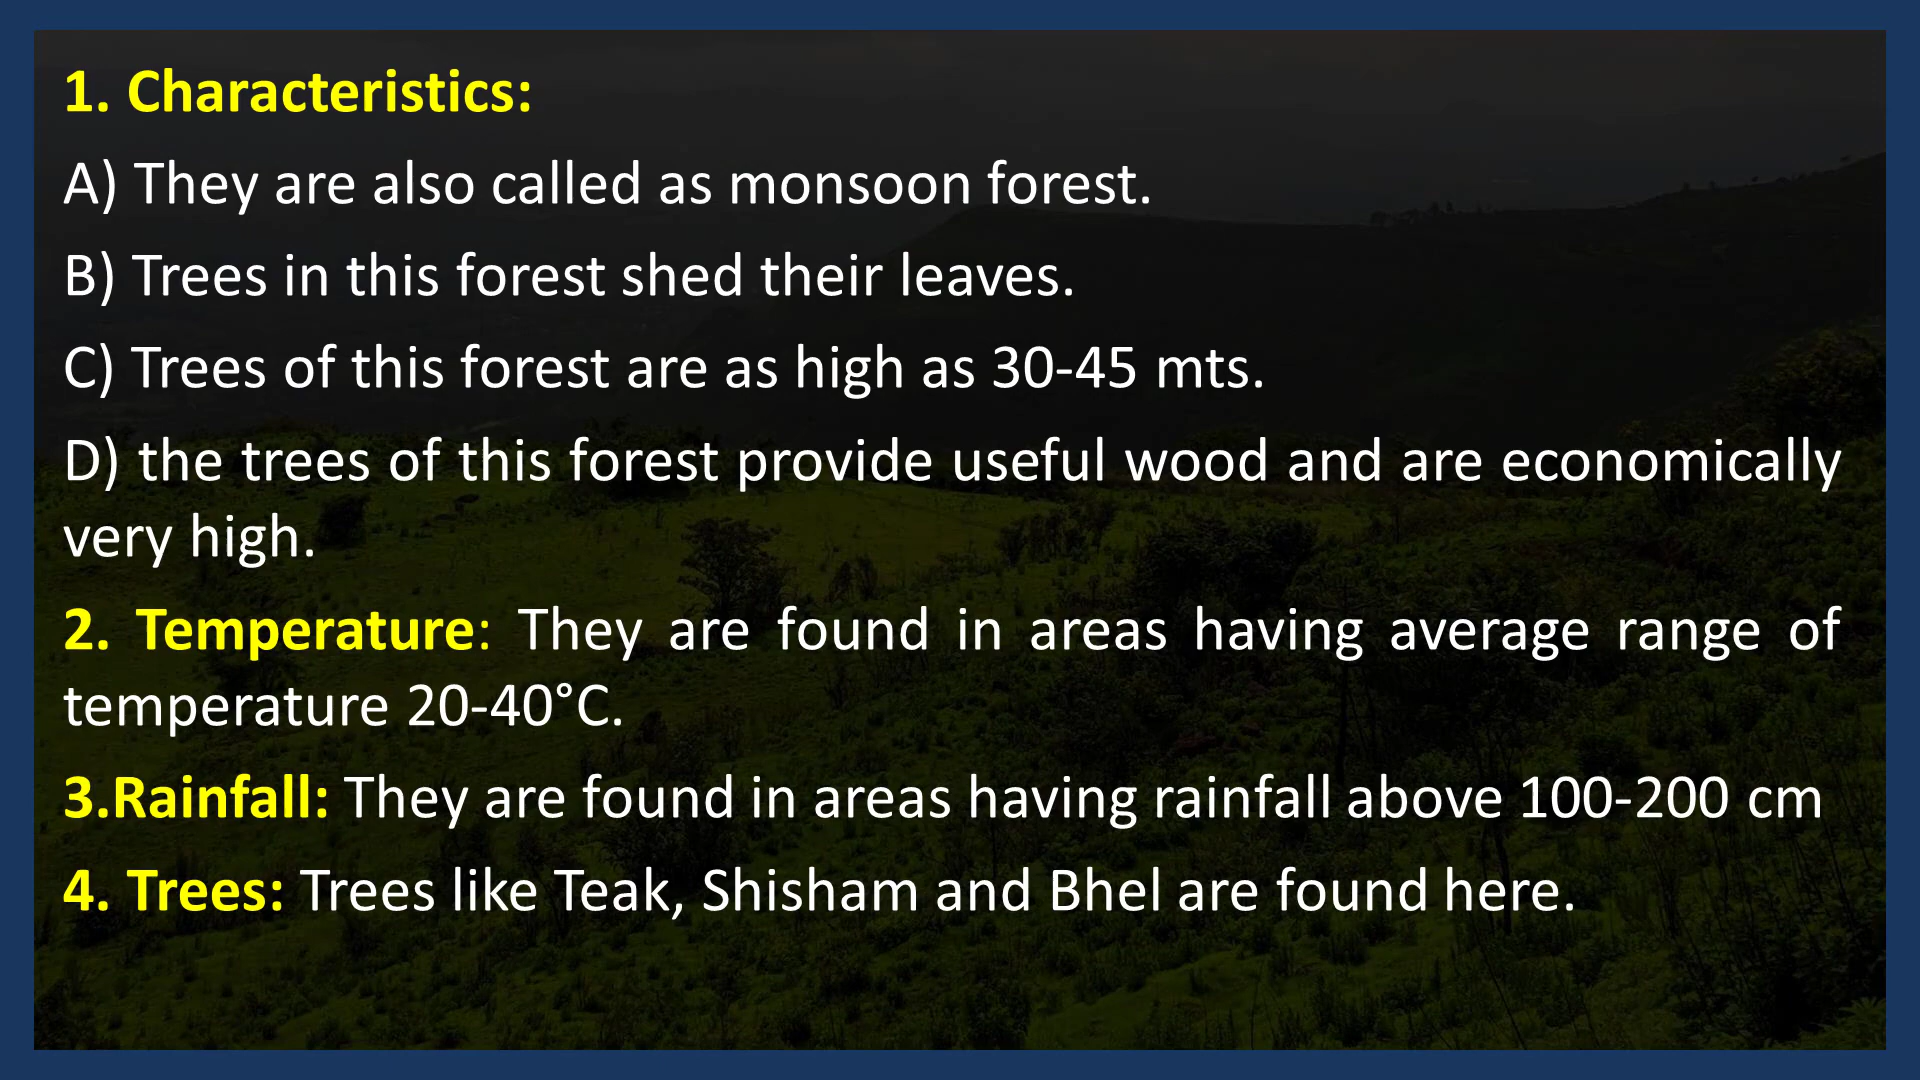 1. Characteristics:
A) They are also called as monsoon forest.
B) Trees in this forest shed their leaves.
C) Trees of this forest are as high as 30-45 mts.
D) the trees of this forest provide useful wood and are economically
very high.
2. Temperature: They are found in areas having average range of
temperature 20-40°C.
3.Rainfall: They are found in areas having rainfall above 100-200 cm
4. Trees: Trees like Teak, Shisham and Bhel are found here.